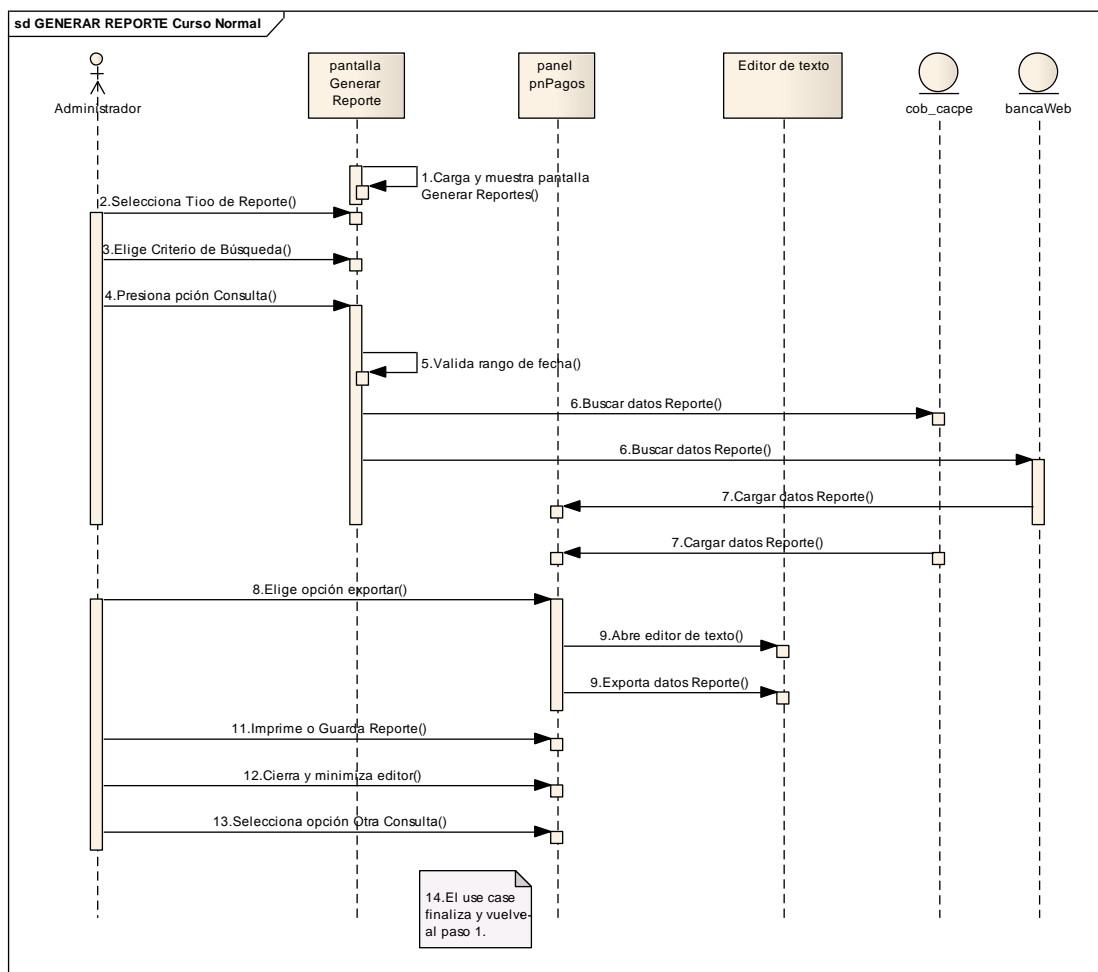 sd GENERAR REPORTE Curso Normal
Administrador
pantalla
Generar
Reporte
panel
pnPagos
Editor de texto
cob_cacpe
bancaWeb
1.Carga y muestra pantalla
Generar Reportes()
2.Selecciona Tioo de Reporte()
3.Elige Criterio de Búsqueda()
4.Presiona pción Consulta()
5.Valida rango de fecha()
6.Buscar datos Reporte()
6.Buscar datos Reporte()
7.Cargar datos Reporte()
7.Cargar datos Reporte()
8.Elige opción exportar()
9.Abre editor de texto()
9.Exporta datos Reporte()
11.Imprime o Guarda Reporte()
12.Cierra y minimiza editor()
13.Selecciona opción Otra Consulta()
14.El use case
finaliza y vuelve
al paso 1.